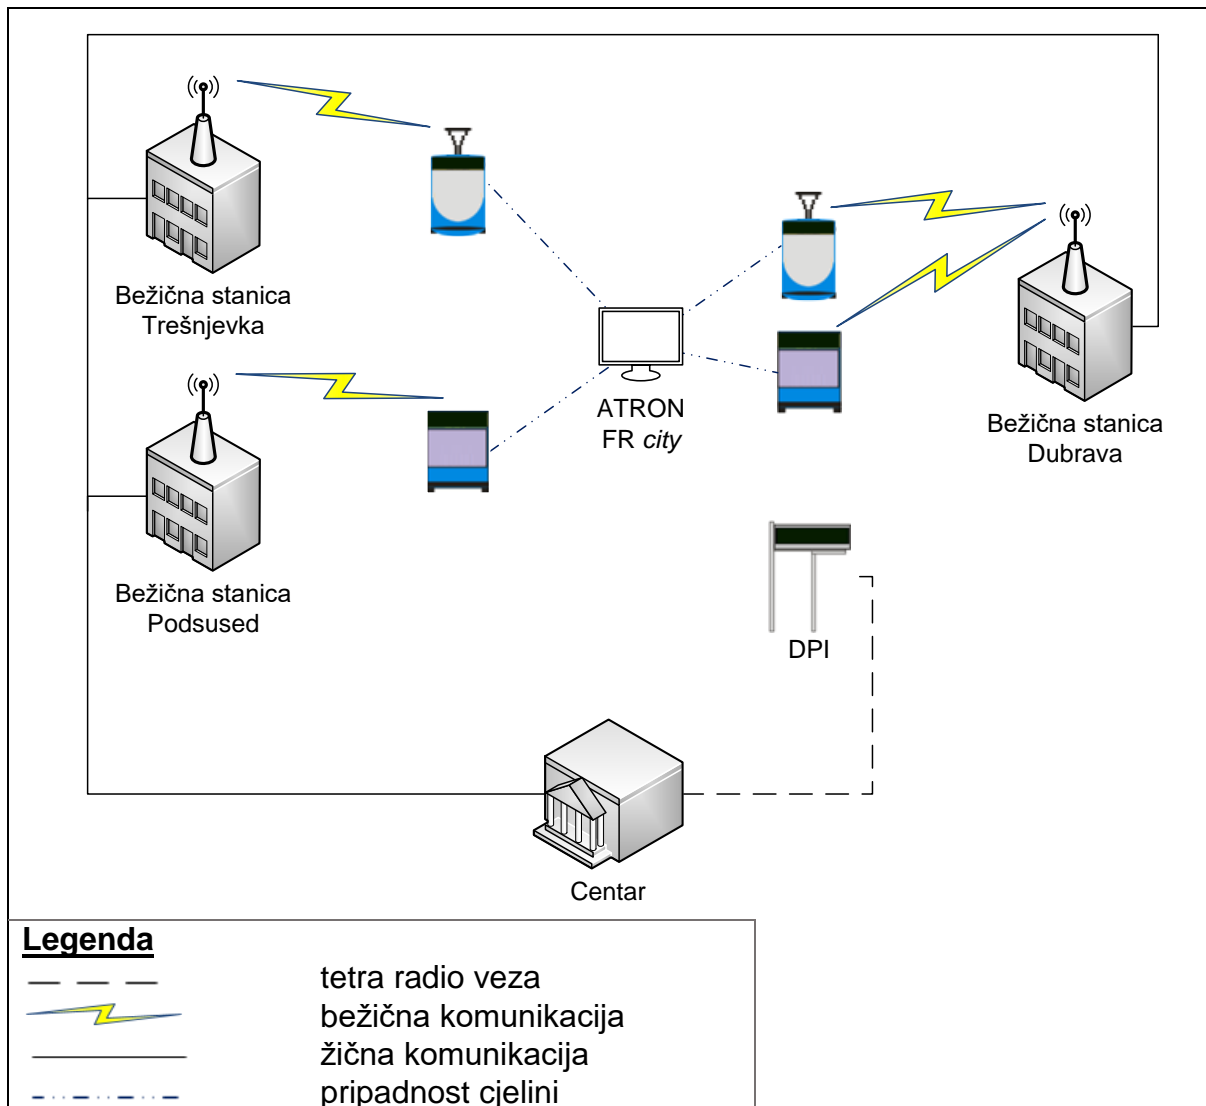 Bežična stanica
Trešnjevka
Bežična stanica
Podsused
ATRON
FR city
Bežična stanica
Dubrava
DPI
Centar
Legenda
tetra radio veza
bežična komunikacija
žična komunikacija
pripadnost cjelini